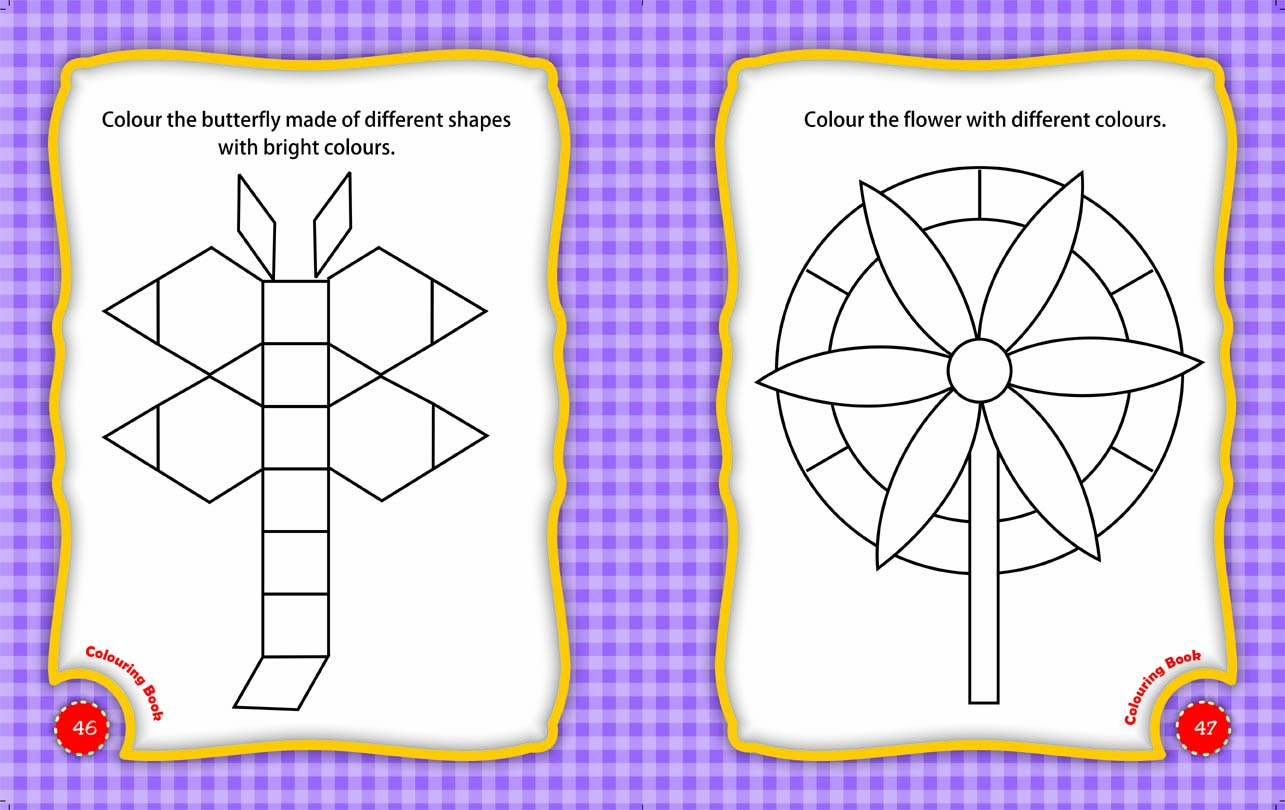 Colour the butterfly made of different shapes
with bright colours.
Colouring Book
46
Colour the flower with different colours.
Colouring Book
47